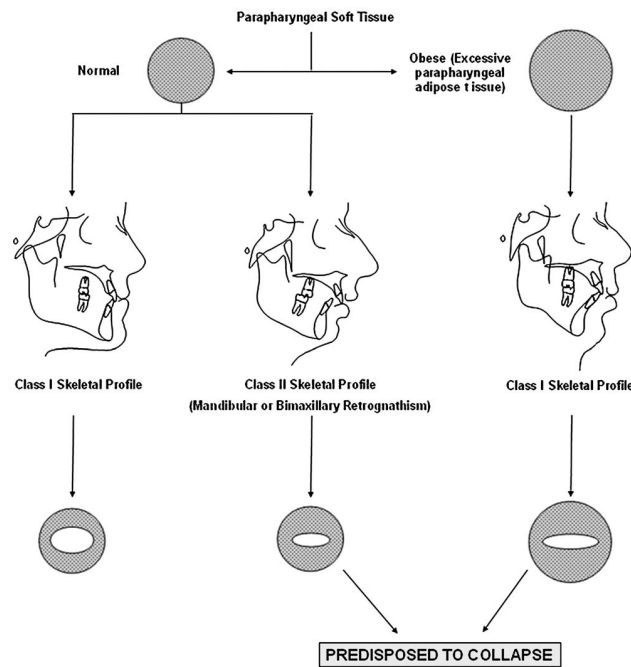 Parapharyngeal Soft Tissue
Normal
Obese (Excessive
parapharyngeal
adipose tissue)
Class I Skeletal Profile
Class II Skeletal Profile
(Mandibular or Bimaxillary Retrognathism)
Class I Skeletal Profile
PREDISPOSED TO COLLAPSE